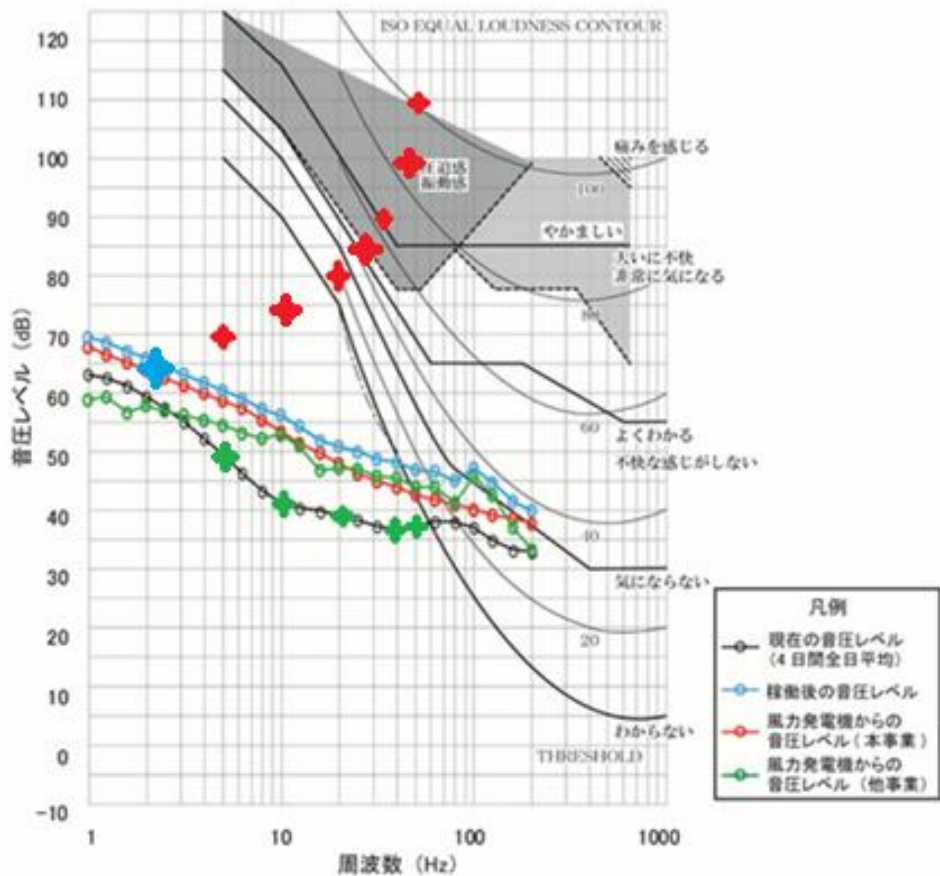 ISO EQUAL LOUDNESS CONTOUR
120
110
100
90
80
70
60
50
40
30
20
10
0
-10
音圧レベル (dB)
圧迫感
振動感
痛みを感じる
100
やかましい
大いに不快
非常に気になる
80
60
よくわかる
不快な感じがしない
40
気にならない
20
わからない
THRESHOLD
1
10
100
1000
周波数 (Hz)
凡例
現在の音圧レベル
(4日間全日平均)
稼働後の音圧レベル
風力発電機からの
音圧レベル(本事業)
風力発電機からの
音圧レベル(他事業)